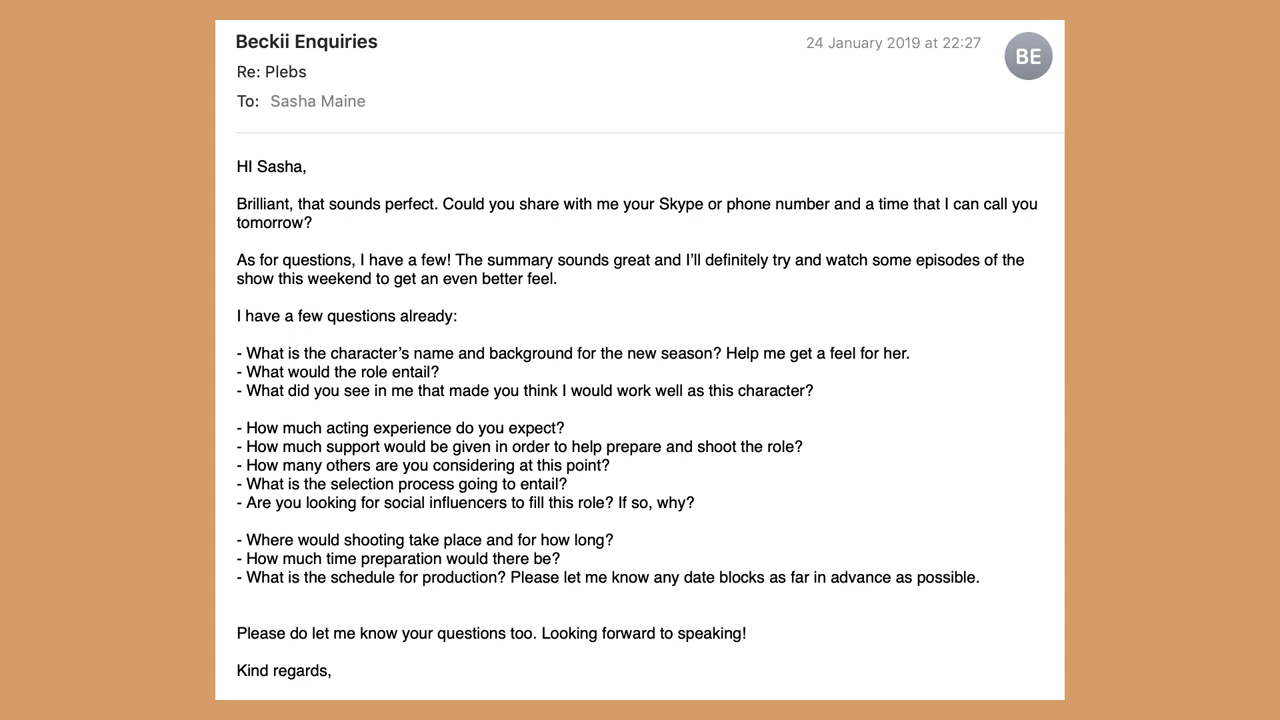 Beckii Enquiries
24 January 2019 at 22:27
BE
Re: Plebs
To: Sasha Maine
HI Sasha,
Brilliant, that sounds perfect. Could you share with me your Skype or phone number and a time that I can call you
tomorrow?
As for questions, I have a few! The summary sounds great and I’ll definitely try and watch some episodes of the
show this weekend to get an even better feel.
I have a few questions already:
- What is the character’s name and background for the new season? Help me get a feel for her.
- What would the role entail?
- What did you see in me that made you think I would work well as this character?
- How much acting experience do you expect?
- How much support would be given in order to help prepare and shoot the role?
- How many others are you considering at this point?
- What is the selection process going to entail?
- Are you looking for social influencers to fill this role? If so, why?
- Where would shooting take place and for how long?
- How much time preparation would there be?
- What is the schedule for production? Please let me know any date blocks as far in advance as possible.
Please do let me know your questions too. Looking forward to speaking!
Kind regards,